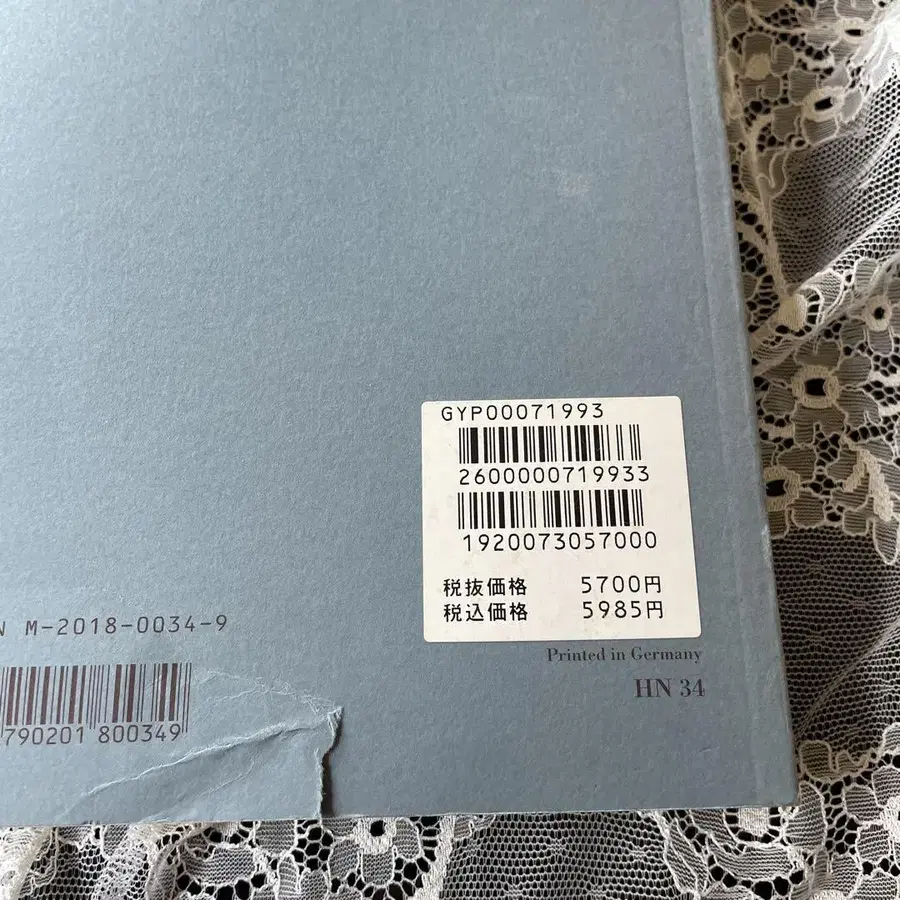 GYP00071993
2600000719933
1920073057000
税抜価格 5700円
税込価格 5985円
N M-2018-0034-9
Printed in Germany
HN 34
790201 800349